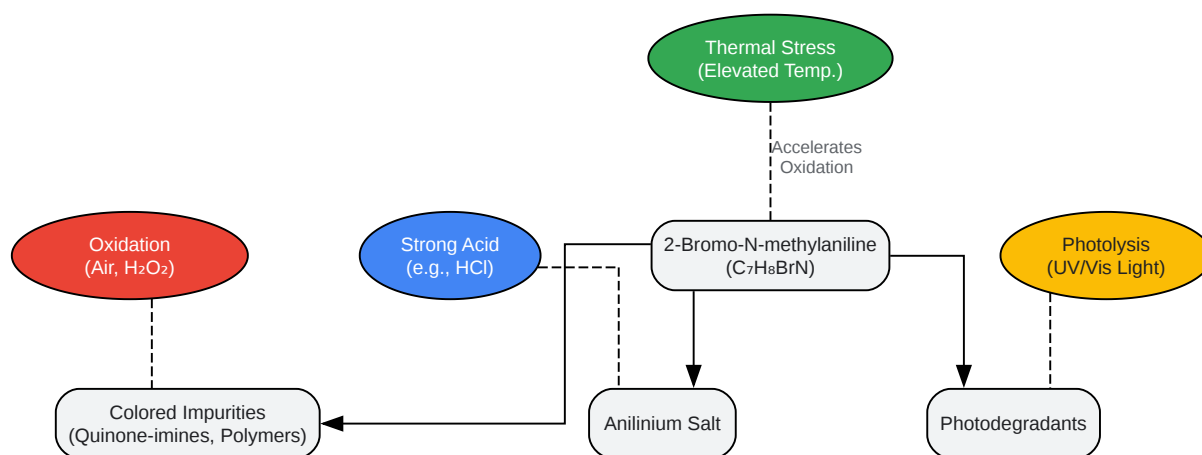 Thermal Stress
(Elevated Temp.)
Accelerates
Oxidation
Oxidation
(Air, H₂O₂)
Strong Acid
(e.g., HCl)
2-Bromo-N-methylaniline
(C₇H₈BrN)
Photolysis
(UV/Vis Light)
Colored Impurities
(Quinone-imines, Polymers)
Anilinium Salt
Photodegradants